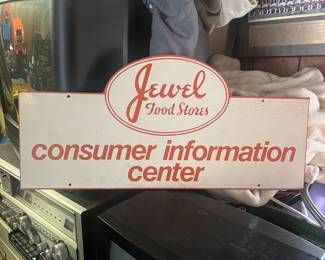 Jewel
Food Stores
consumer information
center